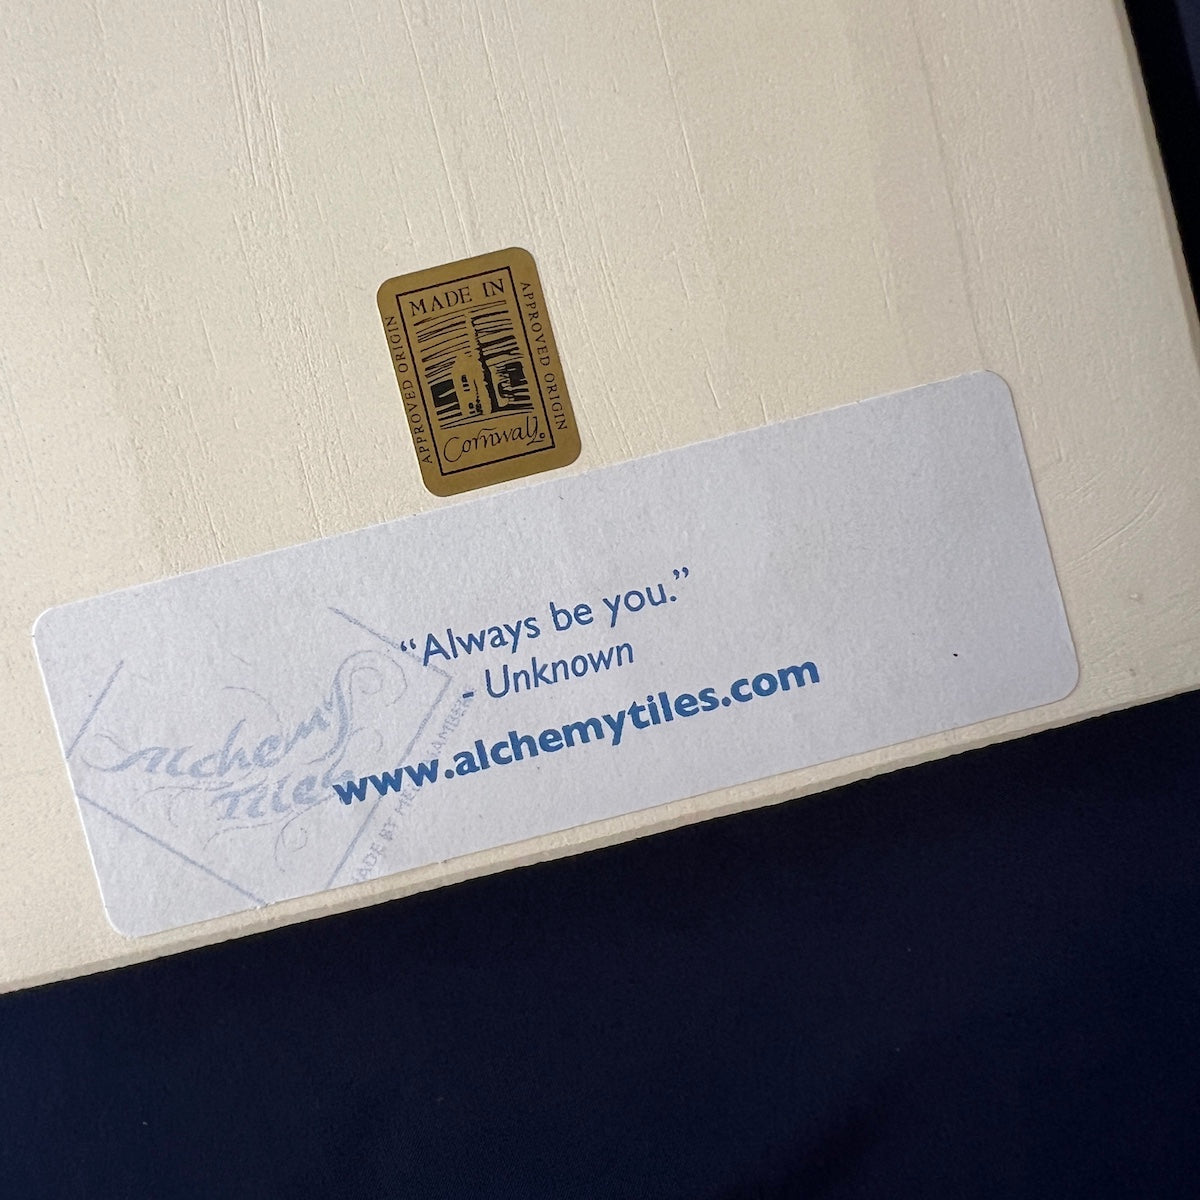 MADE IN
APPROVED ORIGIN
APPROVED ORIGIN
Cornwall
“Always be you.”
- Unknown
www.alchemytiles.com
Alchemy
Tiles